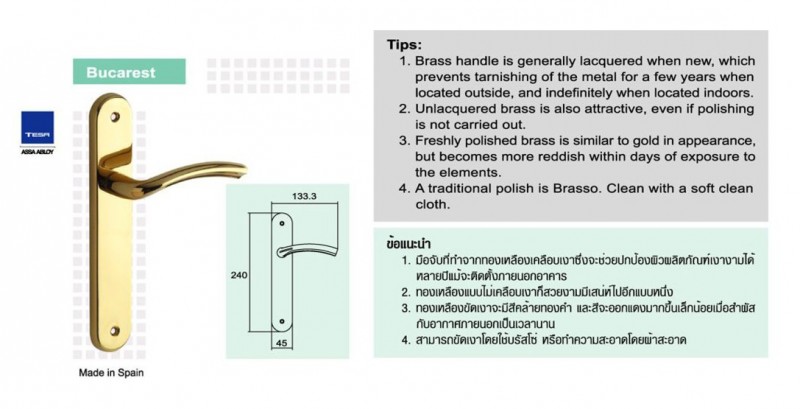 Bucarest
TESA
ASSA ABLOY
133.3
240
45
Made in Spain
Tips:
1. Brass handle is generally lacquered when new, which
prevents tarnishing of the metal for a few years when
located outside, and indefinitely when located indoors.
2. Unlacquered brass is also attractive, even if polishing
is not carried out.
3. Freshly polished brass is similar to gold in appearance,
but becomes more reddish within days of exposure to
the elements.
4. A traditional polish is Brasso. Clean with a soft clean
cloth.
ข้อแนะนำ
1. มือจับที่ทำจากทองเหลืองเคลือบเงาซึ่งจะช่วยปกป้องผิวผลิตภัณฑ์เงางามได้
หลายปีแม้จะติดตั้งภายนอกอาคาร
2. ทองเหลืองแบบไม่เคลือบเงาก็สวยงามมีเสน่ห์ไปอีกแบบหนึ่ง
3. ทองเหลืองขัดเงาจะมีสีคล้ายทองคำ และสีจะออกแดงมากขึ้นเล็กน้อยเมื่อสัมผัส
กับอากาศภายนอกเป็นเวลานาน
4. สามารถขัดเงาโดยใช้บรัสโซ่ หรือทำความสะอาดโดยผ้าสะอาด